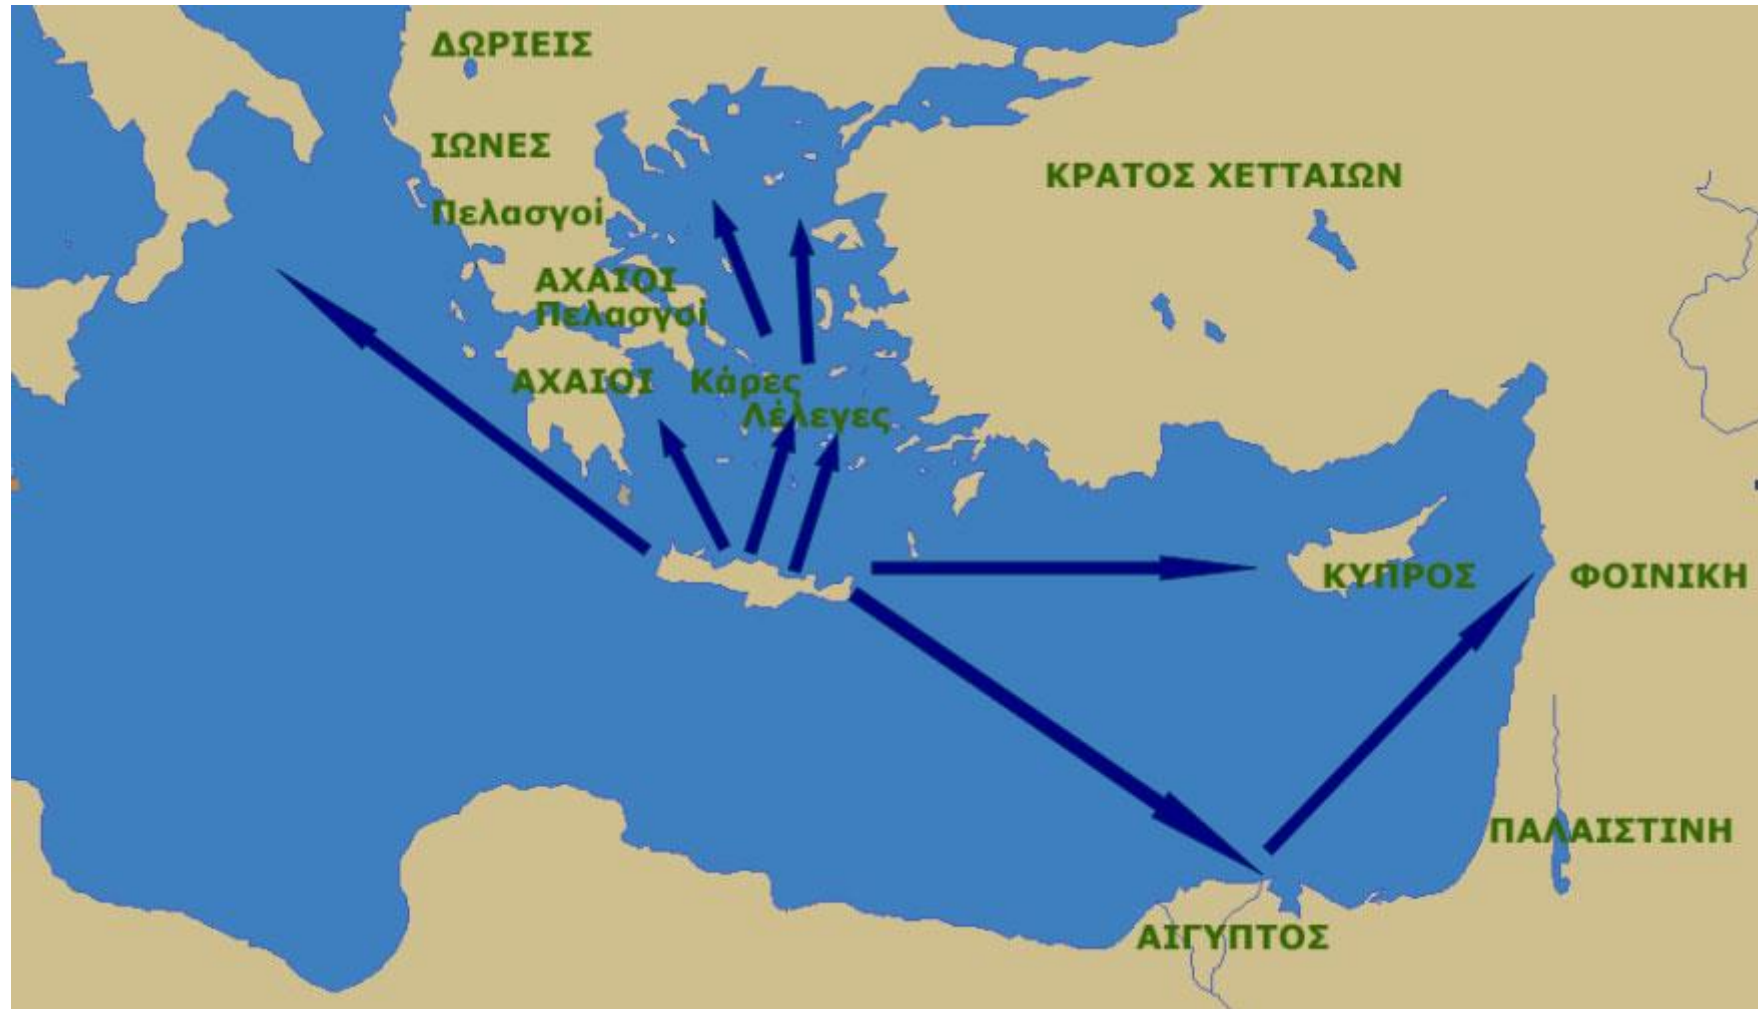 ΔΩΡΙΕΙΣ
ΙΩΝΕΣ
ΚΡΑΤΟΣ ΧΕΤΤΑΙΩΝ
Πελασγοί
ΑΧΑΙΟΙ
Πελασγοί
ΑΧΑΙΟΙ
Κάρες
Λέλεγες
ΚΥΠΡΟΣ
ΦΟΙΝΙΚΗ
ΠΑΛΑΙΣΤΙΝΗ
ΑΙΓΥΠΤΟΣ